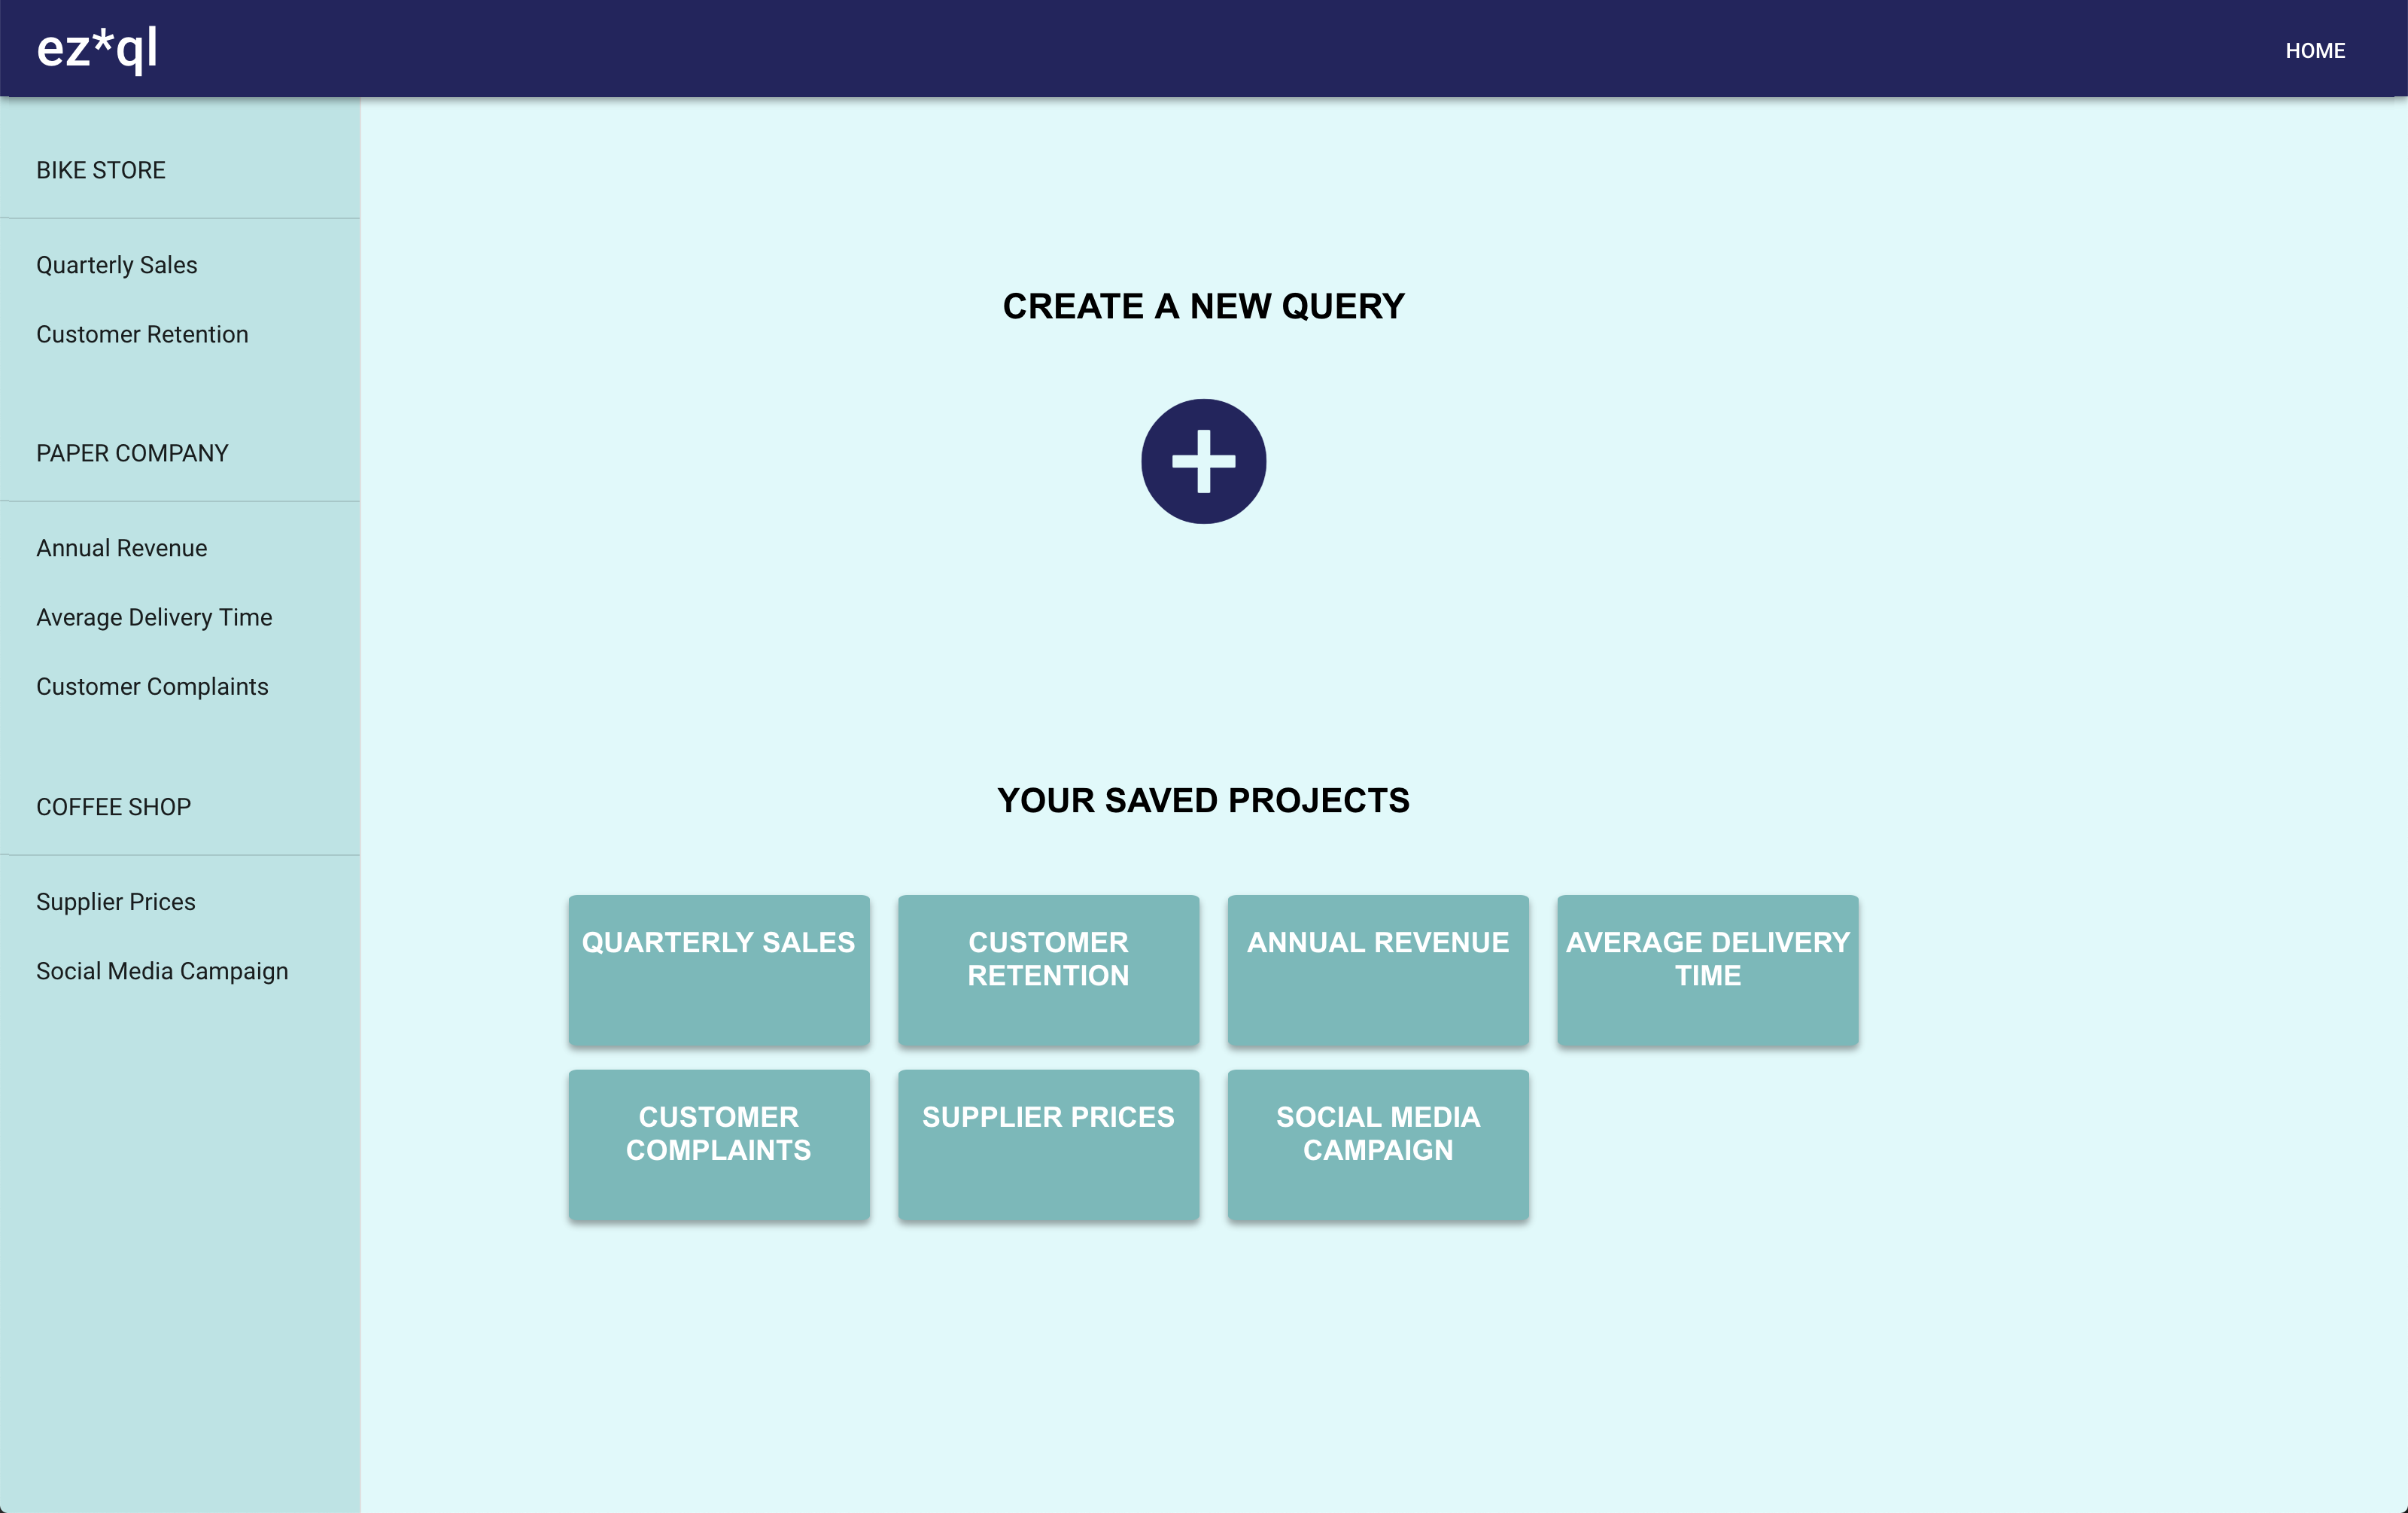 ez*ql
HOME
BIKE STORE
Quarterly Sales
Customer Retention
PAPER COMPANY
Annual Revenue
Average Delivery Time
Customer Complaints
COFFEE SHOP
Supplier Prices
Social Media Campaign
CREATE A NEW QUERY
YOUR SAVED PROJECTS
QUARTERLY SALES
CUSTOMER
RETENTION
ANNUAL REVENUE
AVERAGE DELIVERY
TIME
CUSTOMER
COMPLAINTS
SUPPLIER PRICES
SOCIAL MEDIA
CAMPAIGN